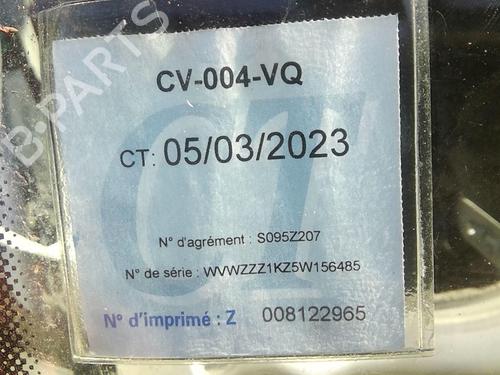 CV-004-VQ
CT: 05/03/2023
N° d'agrément : S095Z207
N° de série : WVWZZZ1KZ5W156485
N° d'imprimé : Z 008122965
B-PARTS